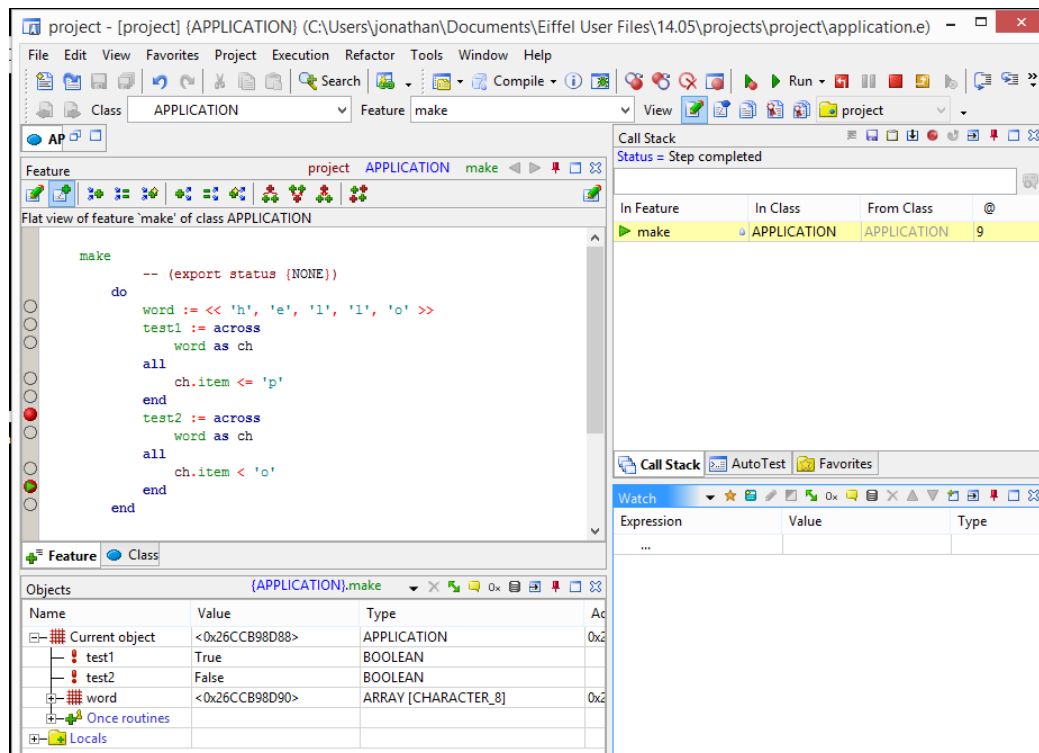 project - [project] {APPLICATION} (C:\Users\jonathan\Documents\Eiffel User Files\14.05\projects\project\application.e)
File Edit View Favorites Project Execution Refactor Tools Window Help
Search Compile Run
Class APPLICATION Feature make View project
AP
Feature project APPLICATION make
Flat view of feature `make' of class APPLICATION
make
-- (export status {NONE})
do
word := << 'h', 'e', 'l', 'l', 'o' >>
test1 := across
word as ch
all
ch.item <= 'p'
end
test2 := across
word as ch
all
ch.item < 'o'
end
end
Feature Class
Call Stack
Status = Step completed
In Feature In Class From Class @
make APPLICATION APPLICATION 9
Call Stack AutoTest Favorites
Objects {APPLICATION}.make 0x
Name Value Type Ac
Current object <0x26CCB98D88> APPLICATION 0x2
test1 True BOOLEAN
test2 False BOOLEAN
word <0x26CCB98D90> ARRAY [CHARACTER_8] 0x2
Once routines
Locals
Watch 0x
Expression Value Type
...